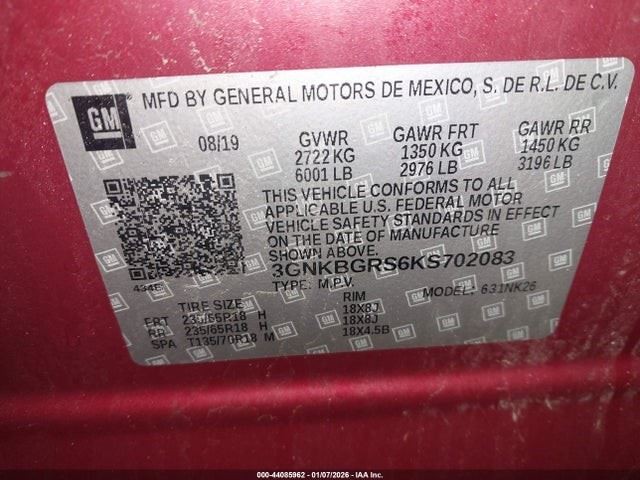 GM
MFD BY GENERAL MOTORS DE MEXICO, S. DE R.L. DE C.V.
08/19 GVWR GAWR FRT GAWR RR
2722 KG 1350 KG 1450 KG
6001 LB 2976 LB 3196 LB
THIS VEHICLE CONFORMS TO ALL
APPLICABLE U.S. FEDERAL MOTOR
VEHICLE SAFETY STANDARDS IN EFFECT
ON THE DATE OF MANUFACTURE
SHOWN ABOVE.
3GNKBGRS6KS702083
434E TYPE: M.P.V. MODEL: 631NK26
TIRE SIZE RIM
FRT 235/65R18 H 18X8J
RR 235/65R18 H 18X8J
SPA T135/70R18 M 18X4.5B
000-44085962 - 01/07/2026 - IAA Inc.